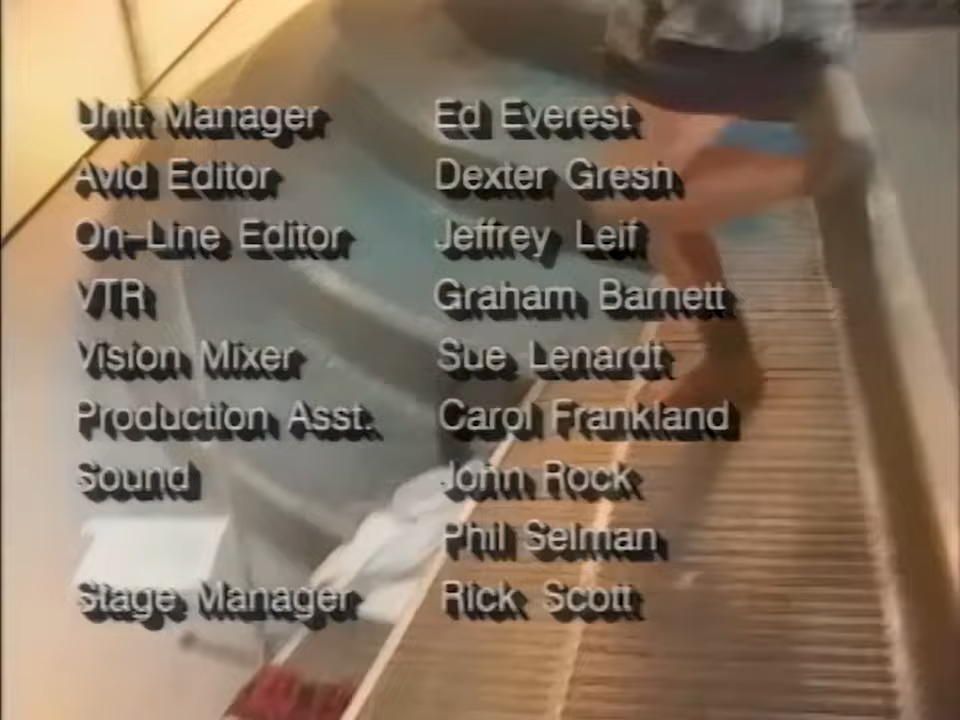 Unit Manager Ed Everest
Avid Editor Dexter Gresh
On-Line Editor Jeffrey Leif
VTR Graham Barnett
Vision Mixer Sue Lenardt
Production Asst. Carol Frankland
Sound John Rock
Phil Selman
Stage Manager Rick Scott